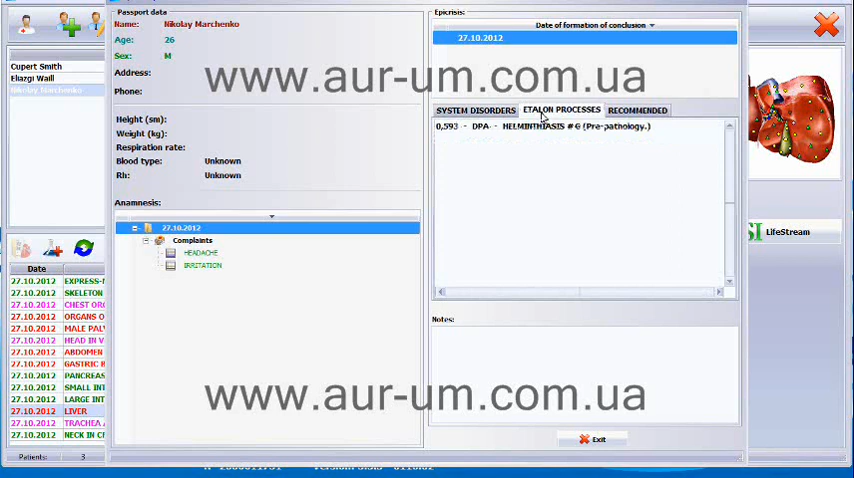 Passport data
Name: Nikolay Marchenko
Age: 26
Sex: M
Address:
Phone:
Height (sm):
Weight (kg):
Respiration rate:
Blood type: Unknown
Rh: Unknown
Anamnesis:
27.10.2012
Complaints
HEADACHE
IRRITATION
Epicrisis:
Date of formation of conclusion
27.10.2012
SYSTEM DISORDERS ETALON PROCESSES RECOMMENDED
0,593 - DPA- - HELMINTHIASIS #6 (Pre-pathology.)
Notes:
Exit
www.aur-um.com.ua
www.aur-um.com.ua
Cupert Smith
Eliazgi Waill
Nikolay Marchenko
Date
27.10.2012 EXPRESS-
27.10.2012 SKELETON
27.10.2012 CHEST OR
27.10.2012 ORGANS O
27.10.2012 MALE PAL
27.10.2012 HEAD IN V
27.10.2012 ABDOMEN
27.10.2012 GASTRIC
27.10.2012 PANCREAS
27.10.2012 SMALL INT
27.10.2012 LARGE INT
27.10.2012 LIVER
27.10.2012 TRACHEA
27.10.2012 NECK IN C
Patients: 3
SI LifeStream